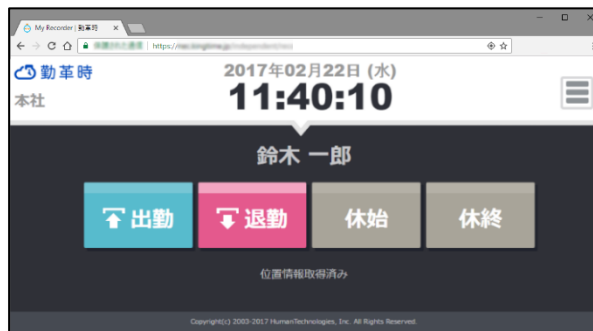 My Recorder | 勤革時
https://
勤革時
2017年02月22日 (水)
本社
11:40:10
鈴木 一郎
出勤
退勤
休始
休終
位置情報取得済み
Copyright(c) 2003-2017 HumanTechnologies, Inc. All Rights Reserved.